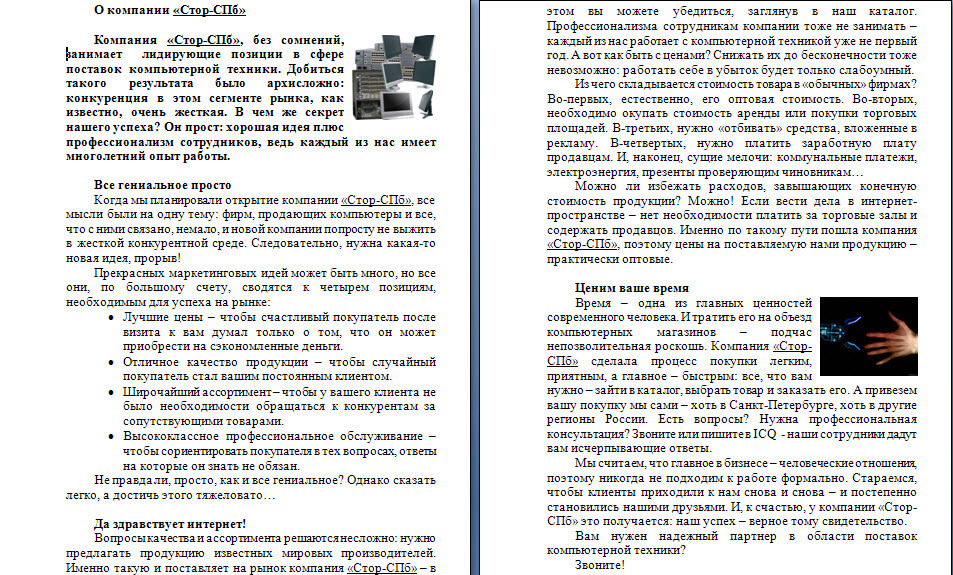 О компании «Стор-СПб»
Компания «Стор-СПб», без сомнений,
занимает лидирующие позиции в сфере
поставок компьютерной техники. Добиться
такого результата было архисложно:
конкуренция в этом сегменте рынка, как
известно, очень жесткая. В чем же секрет
нашего успеха? Он прост: хорошая идея плюс
профессионализм сотрудников, ведь каждый из нас имеет
многолетний опыт работы.
Все гениальное просто
Когда мы планировали открытие компании «Стор-СПб», все
мысли были на одну тему: фирм, продающих компьютеры и все,
что с ними связано, немало, и новой компании попросту не выжить
в жесткой конкурентной среде. Следовательно, нужна какая-то
новая идея, прорыв!
Прекрасных маркетинговых идей может быть много, но все
они, по большому счету, сводятся к четырем позициям,
необходимым для успеха на рынке:
• Лучшие цены – чтобы счастливый покупатель после
визита к вам думал только о том, что он может
приобрести на сэкономленные деньги.
• Отличное качество продукции – чтобы случайный
покупатель стал вашим постоянным клиентом.
• Широчайший ассортимент – чтобы у вашего клиента не
было необходимости обращаться к конкурентам за
сопутствующими товарами.
• Высококлассное профессиональное обслуживание –
чтобы сориентировать покупателя в тех вопросах, ответы
на которые он знать не обязан.
Не правдали, просто, как и все гениальное? Однако сказать
легко, а достичь этого тяжеловато…
Да здравствует интернет!
Вопросы качества и ассортимента решаются несложно: нужно
предлагать продукцию известных мировых производителей.
Именно такую и поставляет на рынок компания «Стор-СПб» – в
этом вы можете убедиться, заглянув в наш каталог.
Профессионализма сотрудникам компании тоже не занимать –
каждый из нас работает с компьютерной техникой уже не первый
год. А вот как быть с ценами? Снижать их до бесконечности тоже
невозможно: работать себе в убыток будет только слабоумный.
Из чего складывается стоимость товара в «обычных» фирмах?
Во-первых, естественно, его оптовая стоимость. Во-вторых,
необходимо окупать стоимость аренды или покупки торговых
площадей. В-третьих, нужно «отбивать» средства, вложенные в
рекламу. В-четвертых, нужно платить заработную плату
продавцам. И, наконец, сущие мелочи: коммунальные платежи,
электроэнергия, презенты проверяющим чиновникам…
Можно ли избежать расходов, завышающих конечную
стоимость продукции? Можно! Если вести дела в интернет-
пространстве – нет необходимости платить за торговые залы и
содержать продавцов. Именно по такому пути пошла компания
«Стор-СПб», поэтому цены на поставляемую нами продукцию –
практически оптовые.
Ценим ваше время
Время – одна из главных ценностей
современного человека. И тратить его на объезд
компьютерных магазинов – подчас
непозволительная роскошь. Компания «Стор-
СПб» сделала процесс покупки легким,
приятным, а главное – быстрым: все, что вам
нужно – зайти в каталог, выбрать товар и заказать его. А привезем
вашу покупку мы сами – хоть в Санкт-Петербурге, хоть в другие
регионы России. Есть вопросы? Нужна профессиональная
консультация? Звоните или пишите в ICQ - наши сотрудники дадут
вам исчерпывающие ответы.
Мы считаем, что главное в бизнесе – человеческие отношения,
поэтому никогда не подходим к работе формально. Стараемся,
чтобы клиенты приходили к нам снова и снова – и постепенно
становились нашими друзьями. И, к счастью, у компании «Стор-
СПб» это получается: наш успех – верное тому свидетельство.
Вам нужен надежный партнер в области поставок
компьютерной техники?
Звоните!